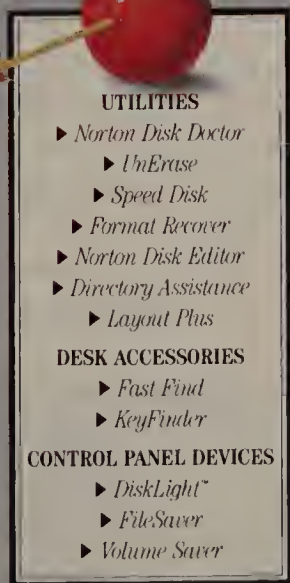 UTILITIES
▶ Norton Disk Doctor
▶ UnErase
▶ Speed Disk
▶ Format Recover
▶ Norton Disk Editor
▶ Directory Assistance
▶ Layout Plus
DESK ACCESSORIES
▶ Fast Find
▶ KeyFinder
CONTROL PANEL DEVICES
▶ DiskLight™
▶ FileSaver
▶ Volume Saver